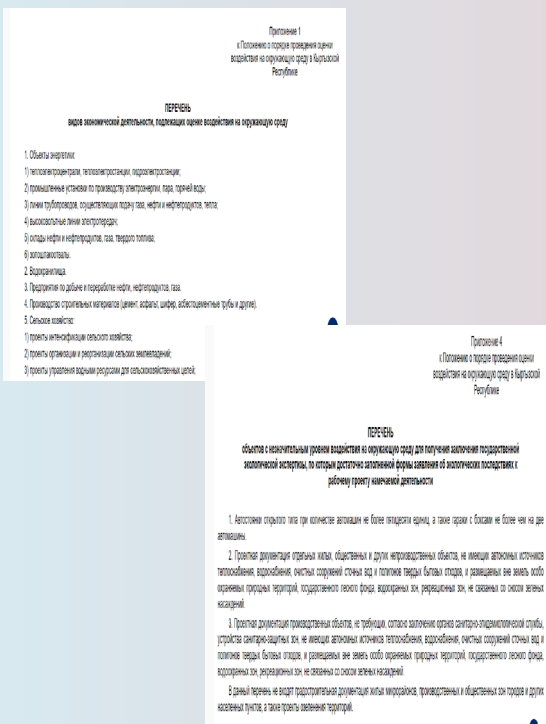 Приложение 1
к Положению о порядке проведения оценки
воздействия на окружающую среду в Кыргызской
Республике
ПЕРЕЧЕНЬ
видов экономической деятельности, подлежащих оценке воздействия на окружающую среду
1. Объекты энергетики:
1) теплоэлектроцентрали, теплоэлектростанции, гидроэлектростанции;
2) промышленные установки по производству электроэнергии, пара, горячей воды;
3) линии трубопроводов, осуществляющих подачу газа, нефти и нефтепродуктов, тепла;
4) высоковольтные линии электропередач;
5) склады нефти и нефтепродуктов, газа, твердого топлива;
6) золошлакоотвалы.
2. Водохранилища.
3. Предприятия по добыче и переработке нефти, нефтепродуктов, газа.
4. Производство строительных материалов (цемент, асфальт, шифер, асбестоцементные трубы и другие).
5. Сельское хозяйство:
1) проекты интенсификации сельского хозяйства;
2) проекты организации и реорганизации сельских землевладений;
3) проекты управления водными ресурсами для сельскохозяйственных целей;
Приложение 4
к Положению о порядке проведения оценки
воздействия на окружающую среду в Кыргызской
Республике
ПЕРЕЧЕНЬ
объектов с незначительным уровнем воздействия на окружающую среду для получения заключения государственной
экологической экспертизы, по которым достаточно заполненной формы заявления об экологических последствиях к
рабочему проекту намечаемой деятельности
1. Автостоянки открытого типа при количестве автомашин не более пятидесяти единиц, а также гаражи с боксами не более чем на две
автомашины.
2. Проектная документация отдельных жилых, общественных и других непроизводственных объектов, не имеющих автономных источников
теплоснабжения, водоснабжения, очистных сооружений сточных вод и полигонов твердых бытовых отходов, и размещаемых вне земель особо
охраняемых природных территорий, государственного лесного фонда, водоохранных зон, рекреационных зон, не связанных со сносом зеленых
насаждений.
3. Проектная документация производственных объектов, не требующих, согласно заключению органов санитарно-эпидемиологической службы,
устройства санитарно-защитных зон, не имеющих автономных источников теплоснабжения, водоснабжения, очистных сооружений сточных вод и
полигонов твердых бытовых отходов, и размещаемых вне земель особо охраняемых природных территорий, государственного лесного фонда,
водоохранных зон, рекреационных зон, не связанных со сносом зеленых насаждений.
В данный перечень не входят градостроительная документация жилых микрорайонов, производственных и общественных зон городов и других
населенных пунктов, а также проекты озеленения территорий.